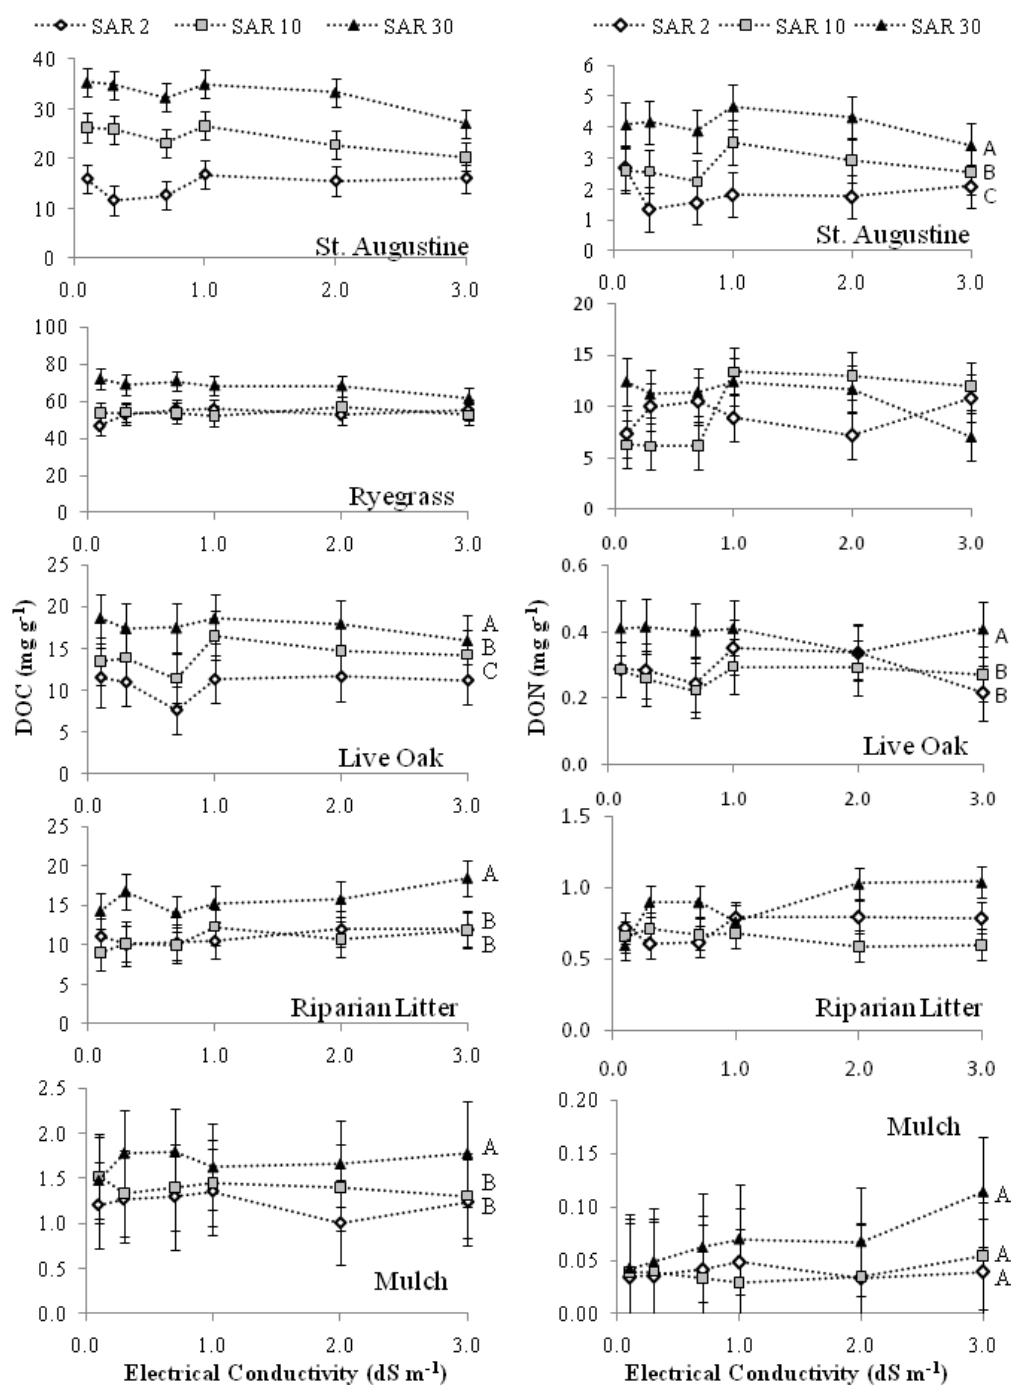 SAR 2 SAR 10 SAR 30
SAR 2 SAR 10 SAR 30
40
30
20
10
0
St. Augustine
0.0 1.0 2.0 3.0
6
5
4
3
2
1
0
A
B
C
St. Augustine
0.0 1.0 2.0 3.0
100
80
60
40
20
0
Ryegrass
0.0 1.0 2.0 3.0
20
15
10
5
0
0.0 1.0 2.0 3.0
DOC (mg g-1)
25
20
15
10
5
0
A
B
C
Live Oak
0.0 1.0 2.0 3.0
DON (mg g-1)
0.6
0.4
0.2
0.0
A
B
B
Live Oak
0.0 1.0 2.0 3.0
25
20
15
10
5
0
A
B
B
Riparian Litter
0.0 1.0 2.0 3.0
1.5
1.0
0.5
0.0
Riparian Litter
0.0 1.0 2.0 3.0
2.5
2.0
1.5
1.0
0.5
0.0
A
B
B
Mulch
0.0 1.0 2.0 3.0
Electrical Conductivity (dS m-1)
0.20
0.15
0.10
0.05
0.00
Mulch
A
A
A
0.0 1.0 2.0 3.0
Electrical Conductivity (dS m-1)